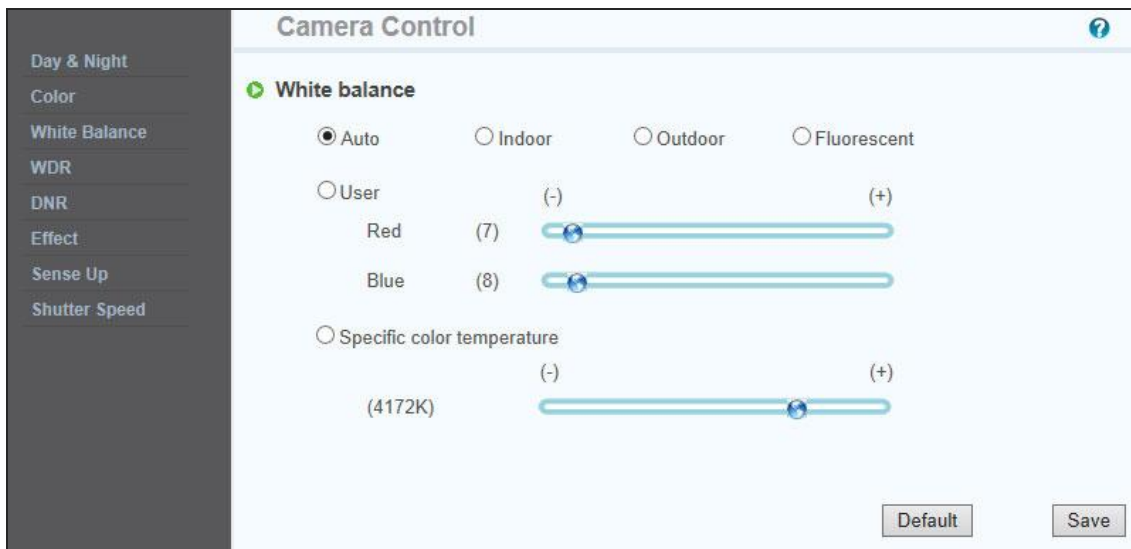 Camera Control
Day & Night
Color
White Balance
WDR
DNR
Effect
Sense Up
Shutter Speed
White balance
Auto Indoor Outdoor Fluorescent
User (-) (+)
Red (7)
Blue (8)
Specific color temperature
(-) (+)
(4172K)
Default Save